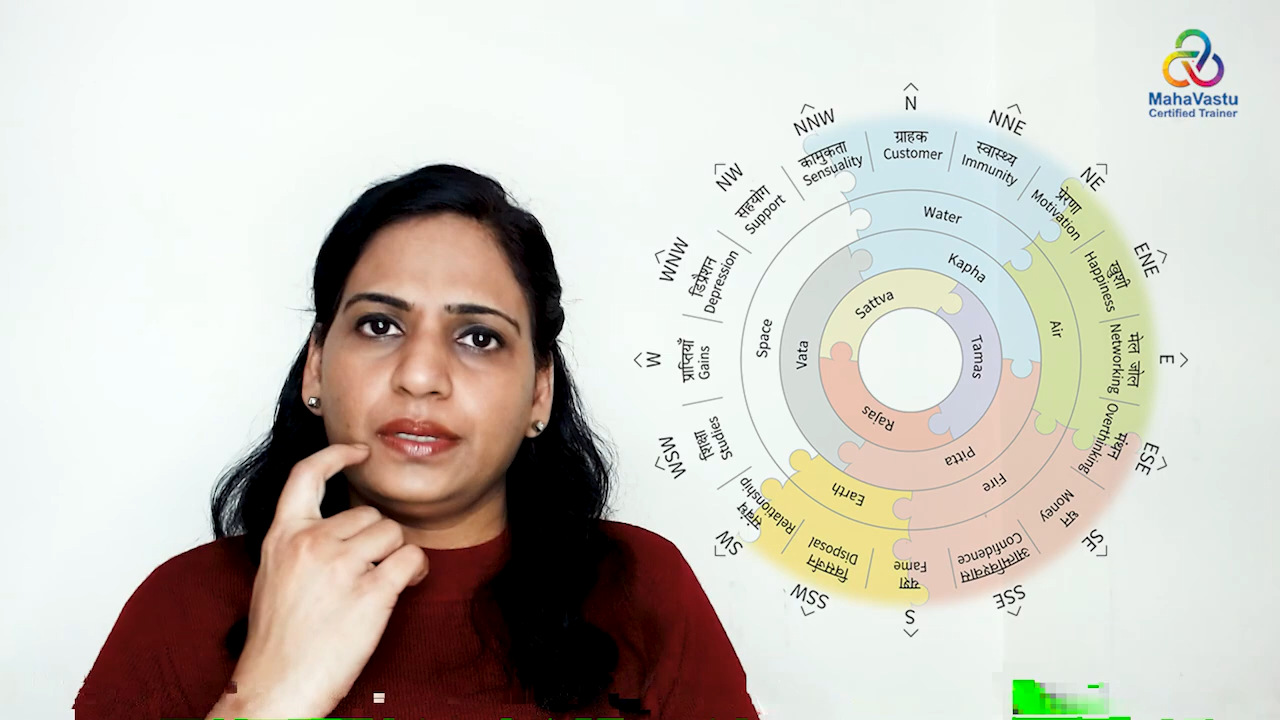 MahaVastu
Certified Trainer
N
ग्राहक
Customer
NNE
स्वास्थ्य
Immunity
NE
प्रेरणा
Motivation
ENE
खुशी
Happiness
E
मेल जोल
Networking
ESE
मंथन
Overthinking
SE
धन
Money
SSE
आत्मविश्वास
Confidence
S
यश
Fame
SSW
विसर्जन
Disposal
SW
संबंध
Relationship
WSW
शिक्षा
Studies
W
प्राप्तियाँ
Gains
WNW
डिप्रैशन
Depression
NW
सहयोग
Support
NNW
कामुकता
Sensuality
Water
Air
Fire
Earth
Space
Kapha
Pitta
Vata
Sattva
Tamas
Rajas